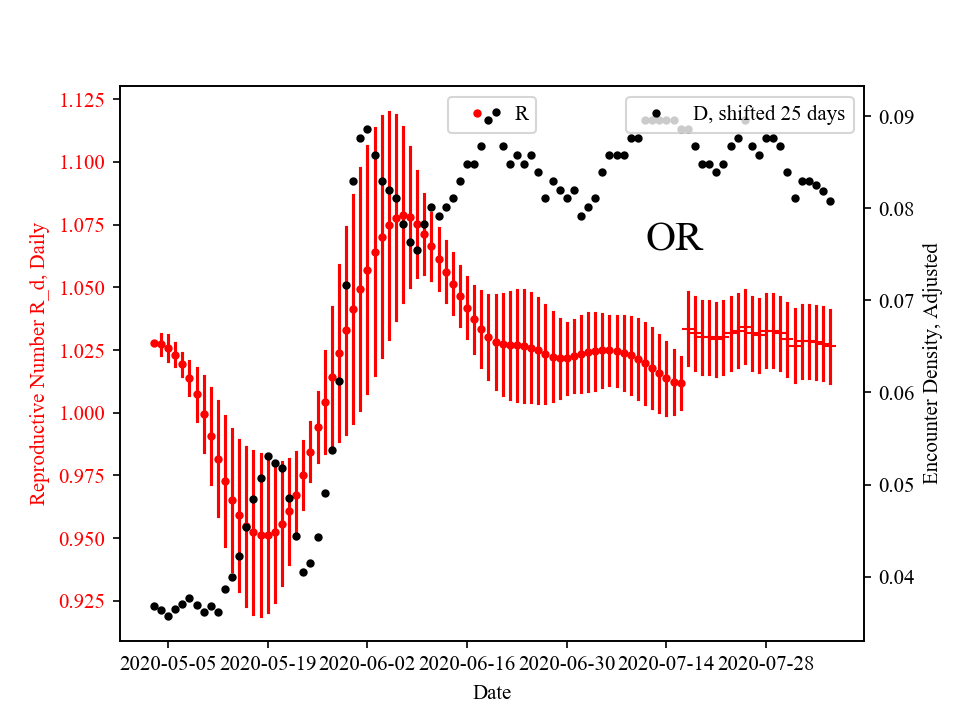 R
D, shifted 25 days
OR
Reproductive Number R_d, Daily
1.125
1.100
1.075
1.050
1.025
1.000
0.975
0.950
0.925
0.09
0.08
0.07
0.06
0.05
0.04
Encounter Density, Adjusted
2020-05-05 2020-05-19 2020-06-02 2020-06-16 2020-06-30 2020-07-14 2020-07-28
Date